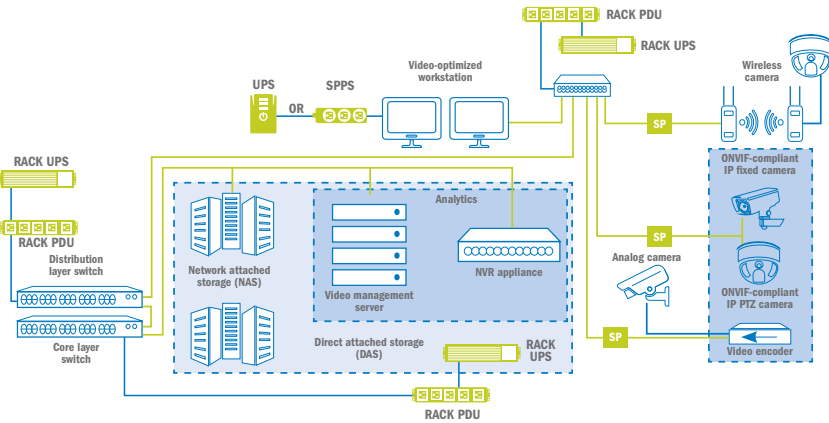 RACK PDU
RACK UPS
Wireless
camera
Video-optimized
workstation
UPS
SPPS
OR
SP
RACK UPS
RACK PDU
Distribution
layer switch
Core layer
switch
Analytics
Network attached
storage (NAS)
NVR appliance
Video management
server
Direct attached storage
(DAS)
RACK
UPS
RACK PDU
ONVIF-compliant
IP fixed camera
SP
Analog camera
ONVIF-compliant
IP PTZ camera
SP
Video encoder